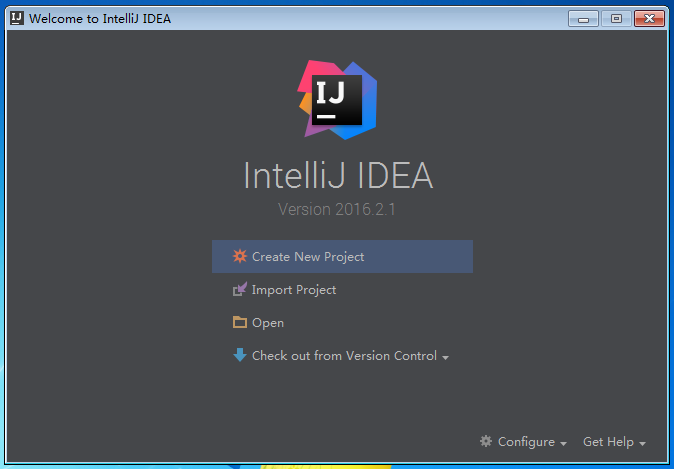 Welcome to IntelliJ IDEA
IJ
IJ
IntelliJ IDEA
Version 2016.2.1
Create New Project
Import Project
Open
Check out from Version Control
Configure Get Help